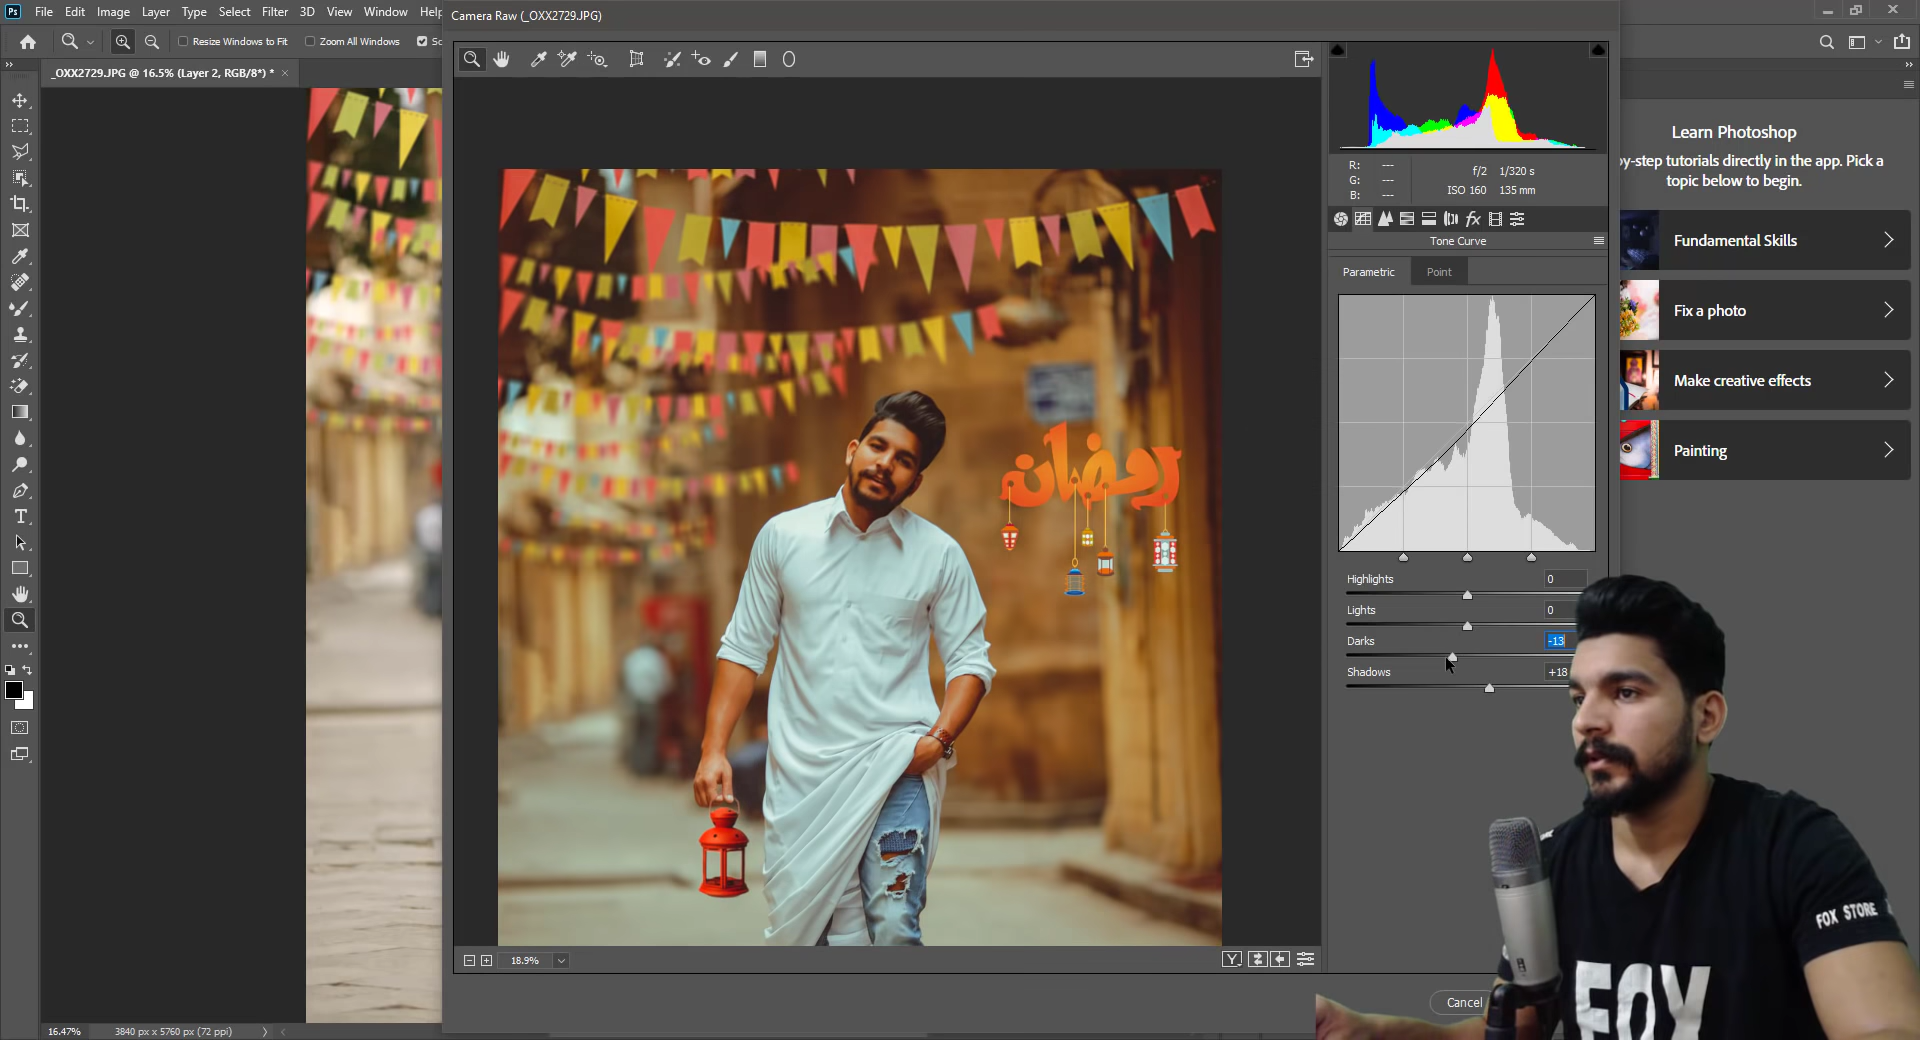 Ps File Edit Image Layer Type Select Filter 3D View Window Help
Camera Raw (_OXX2729.JPG)
Resize Windows to Fit Zoom All Windows
_OXX2729.JPG @ 16.5% (Layer 2, RGB/8*) *
R: ---
G: ---
B: ---
f/2 1/320 s
ISO 160 135 mm
fx
Tone Curve
Parametric Point
Highlights 0
Lights 0
Darks -13
Shadows +18
Learn Photoshop
y-step tutorials directly in the app. Pick a
topic below to begin.
Fundamental Skills
Fix a photo
Make creative effects
Painting
رمضان
18.9%
Y
Cancel
16.47% 3840 px x 5760 px (72 ppi)
FOX STORE
FOX